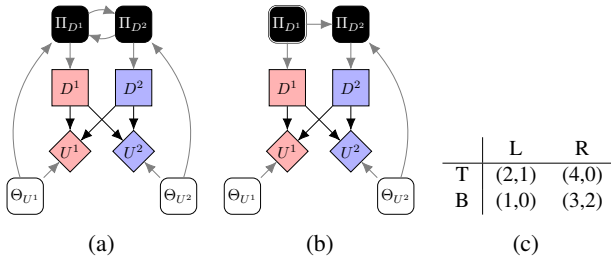 Π_{D^1} Π_{D^2}
D^1 D^2
U^1 U^2
Θ_{U^1} Θ_{U^2}
(a)
Π_{D^1} Π_{D^2}
D^1 D^2
U^1 U^2
Θ_{U^1} Θ_{U^2}
(b)
L R
T (2,1) (4,0)
B (1,0) (3,2)
(c)